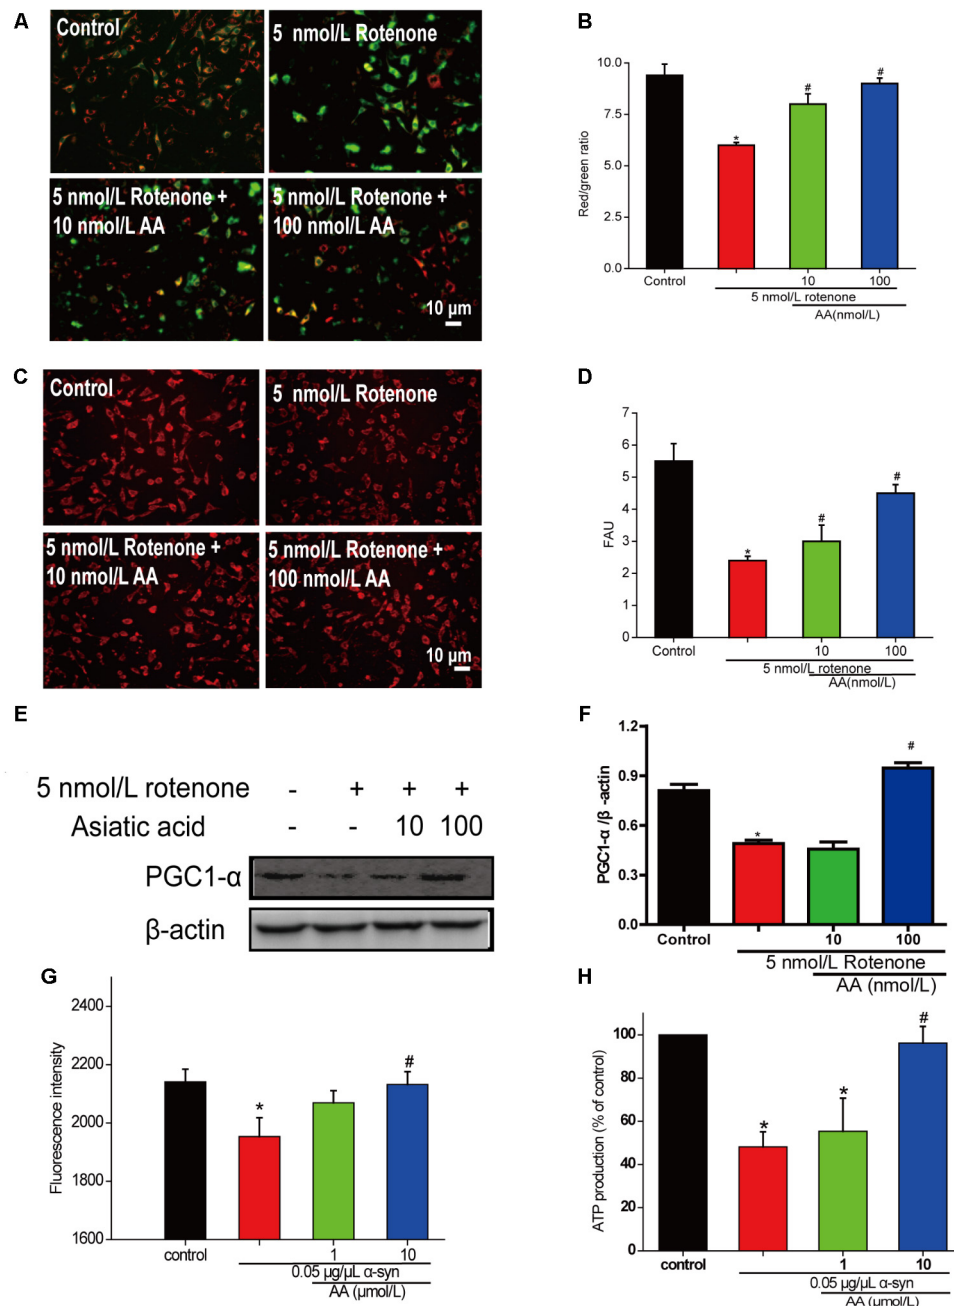 A
Control
5 nmol/L Rotenone
5 nmol/L Rotenone +
10 nmol/L AA
5 nmol/L Rotenone +
100 nmol/L AA
10 µm
B
Red/green ratio
10.0
7.5
5.0
2.5
0.0
*
#
#
Control
10
100
5 nmol/L rotenone
AA(nmol/L)
C
Control
5 nmol/L Rotenone
5 nmol/L Rotenone +
10 nmol/L AA
5 nmol/L Rotenone +
100 nmol/L AA
10 µm
D
FAU
7
6
5
4
3
2
1
0
*
#
#
Control
10
100
5 nmol/L rotenone
AA(nmol/L)
E
5 nmol/L rotenone - + + +
Asiatic acid - - 10 100
PGC1-α
β-actin
F
PGC1-α /β -actin
1.2
0.9
0.6
0.3
0.0
*
#
Control
10
100
5 nmol/L Rotenone
AA (nmol/L)
G
Fluorescence intensity
2400
2200
2000
1800
1600
*
#
control
1
10
0.05 µg/µL α-syn
AA (µmol/L)
H
ATP production (% of control)
100
80
60
40
20
0
*
*
#
control
1
10
0.05 µg/µL α-syn
AA (µmol/L)